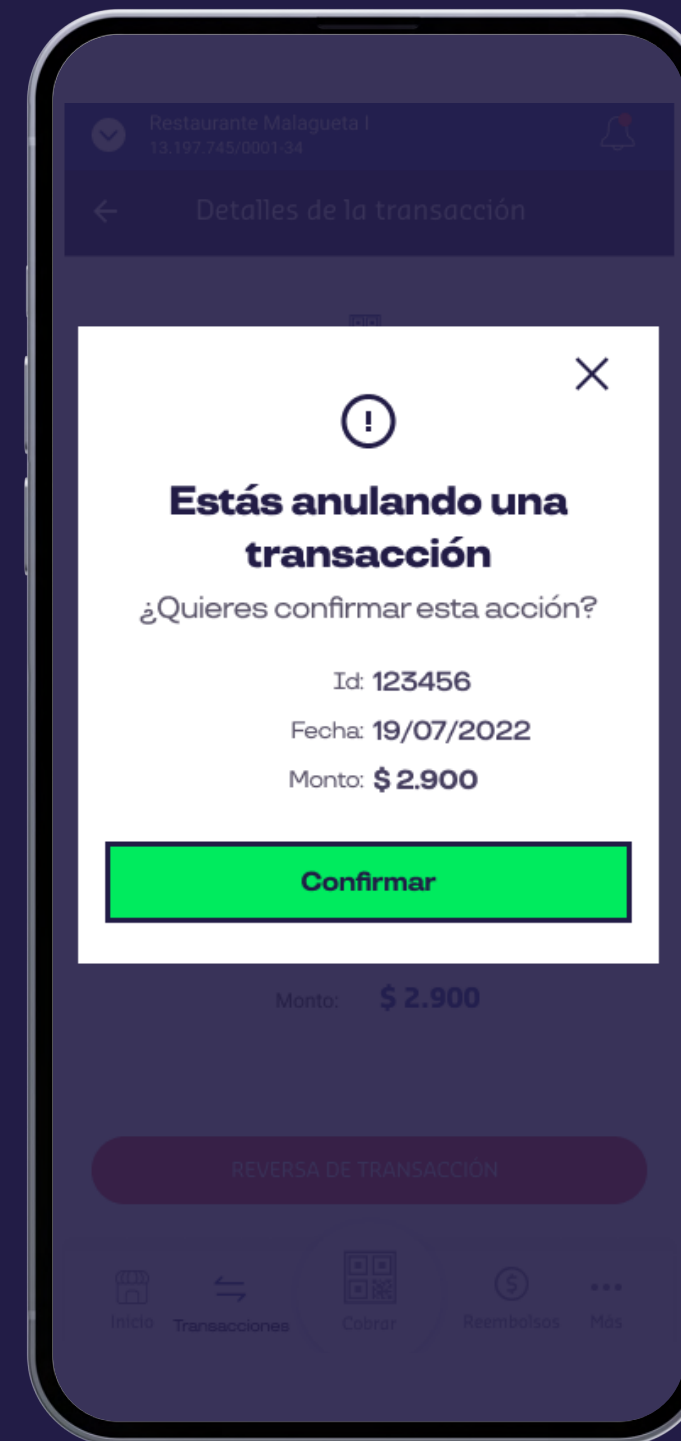 Restaurante Malagueta I
13.197.745/0001-34
Detalles de la transacción
Estás anulando una
transacción
¿Quieres confirmar esta acción?
Id: 123456
Fecha: 19/07/2022
Monto: $ 2.900
Confirmar
Monto: $ 2.900
REVERSA DE TRANSACCIÓN
Inicio Transacciones Cobrar Reembolsos Más